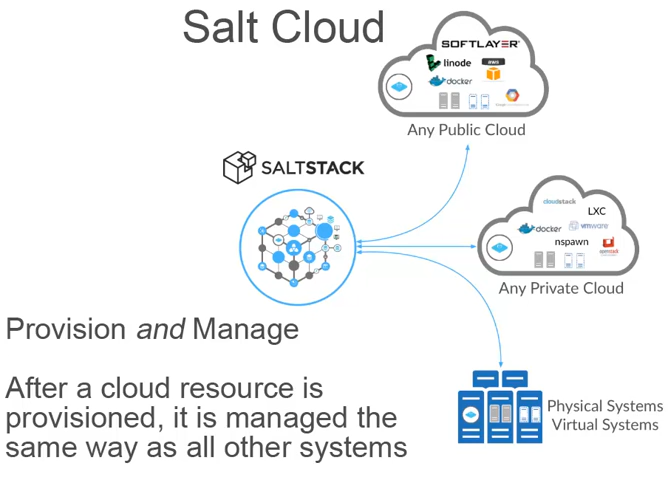 Salt Cloud
SOFTLAYER
linode
aws
docker
Any Public Cloud
SALTSTACK
cloudstack
LXC
docker
vmware
nspawn
openstack
Any Private Cloud
Provision and Manage
After a cloud resource is
provisioned, it is managed the
same way as all other systems
Physical Systems
Virtual Systems